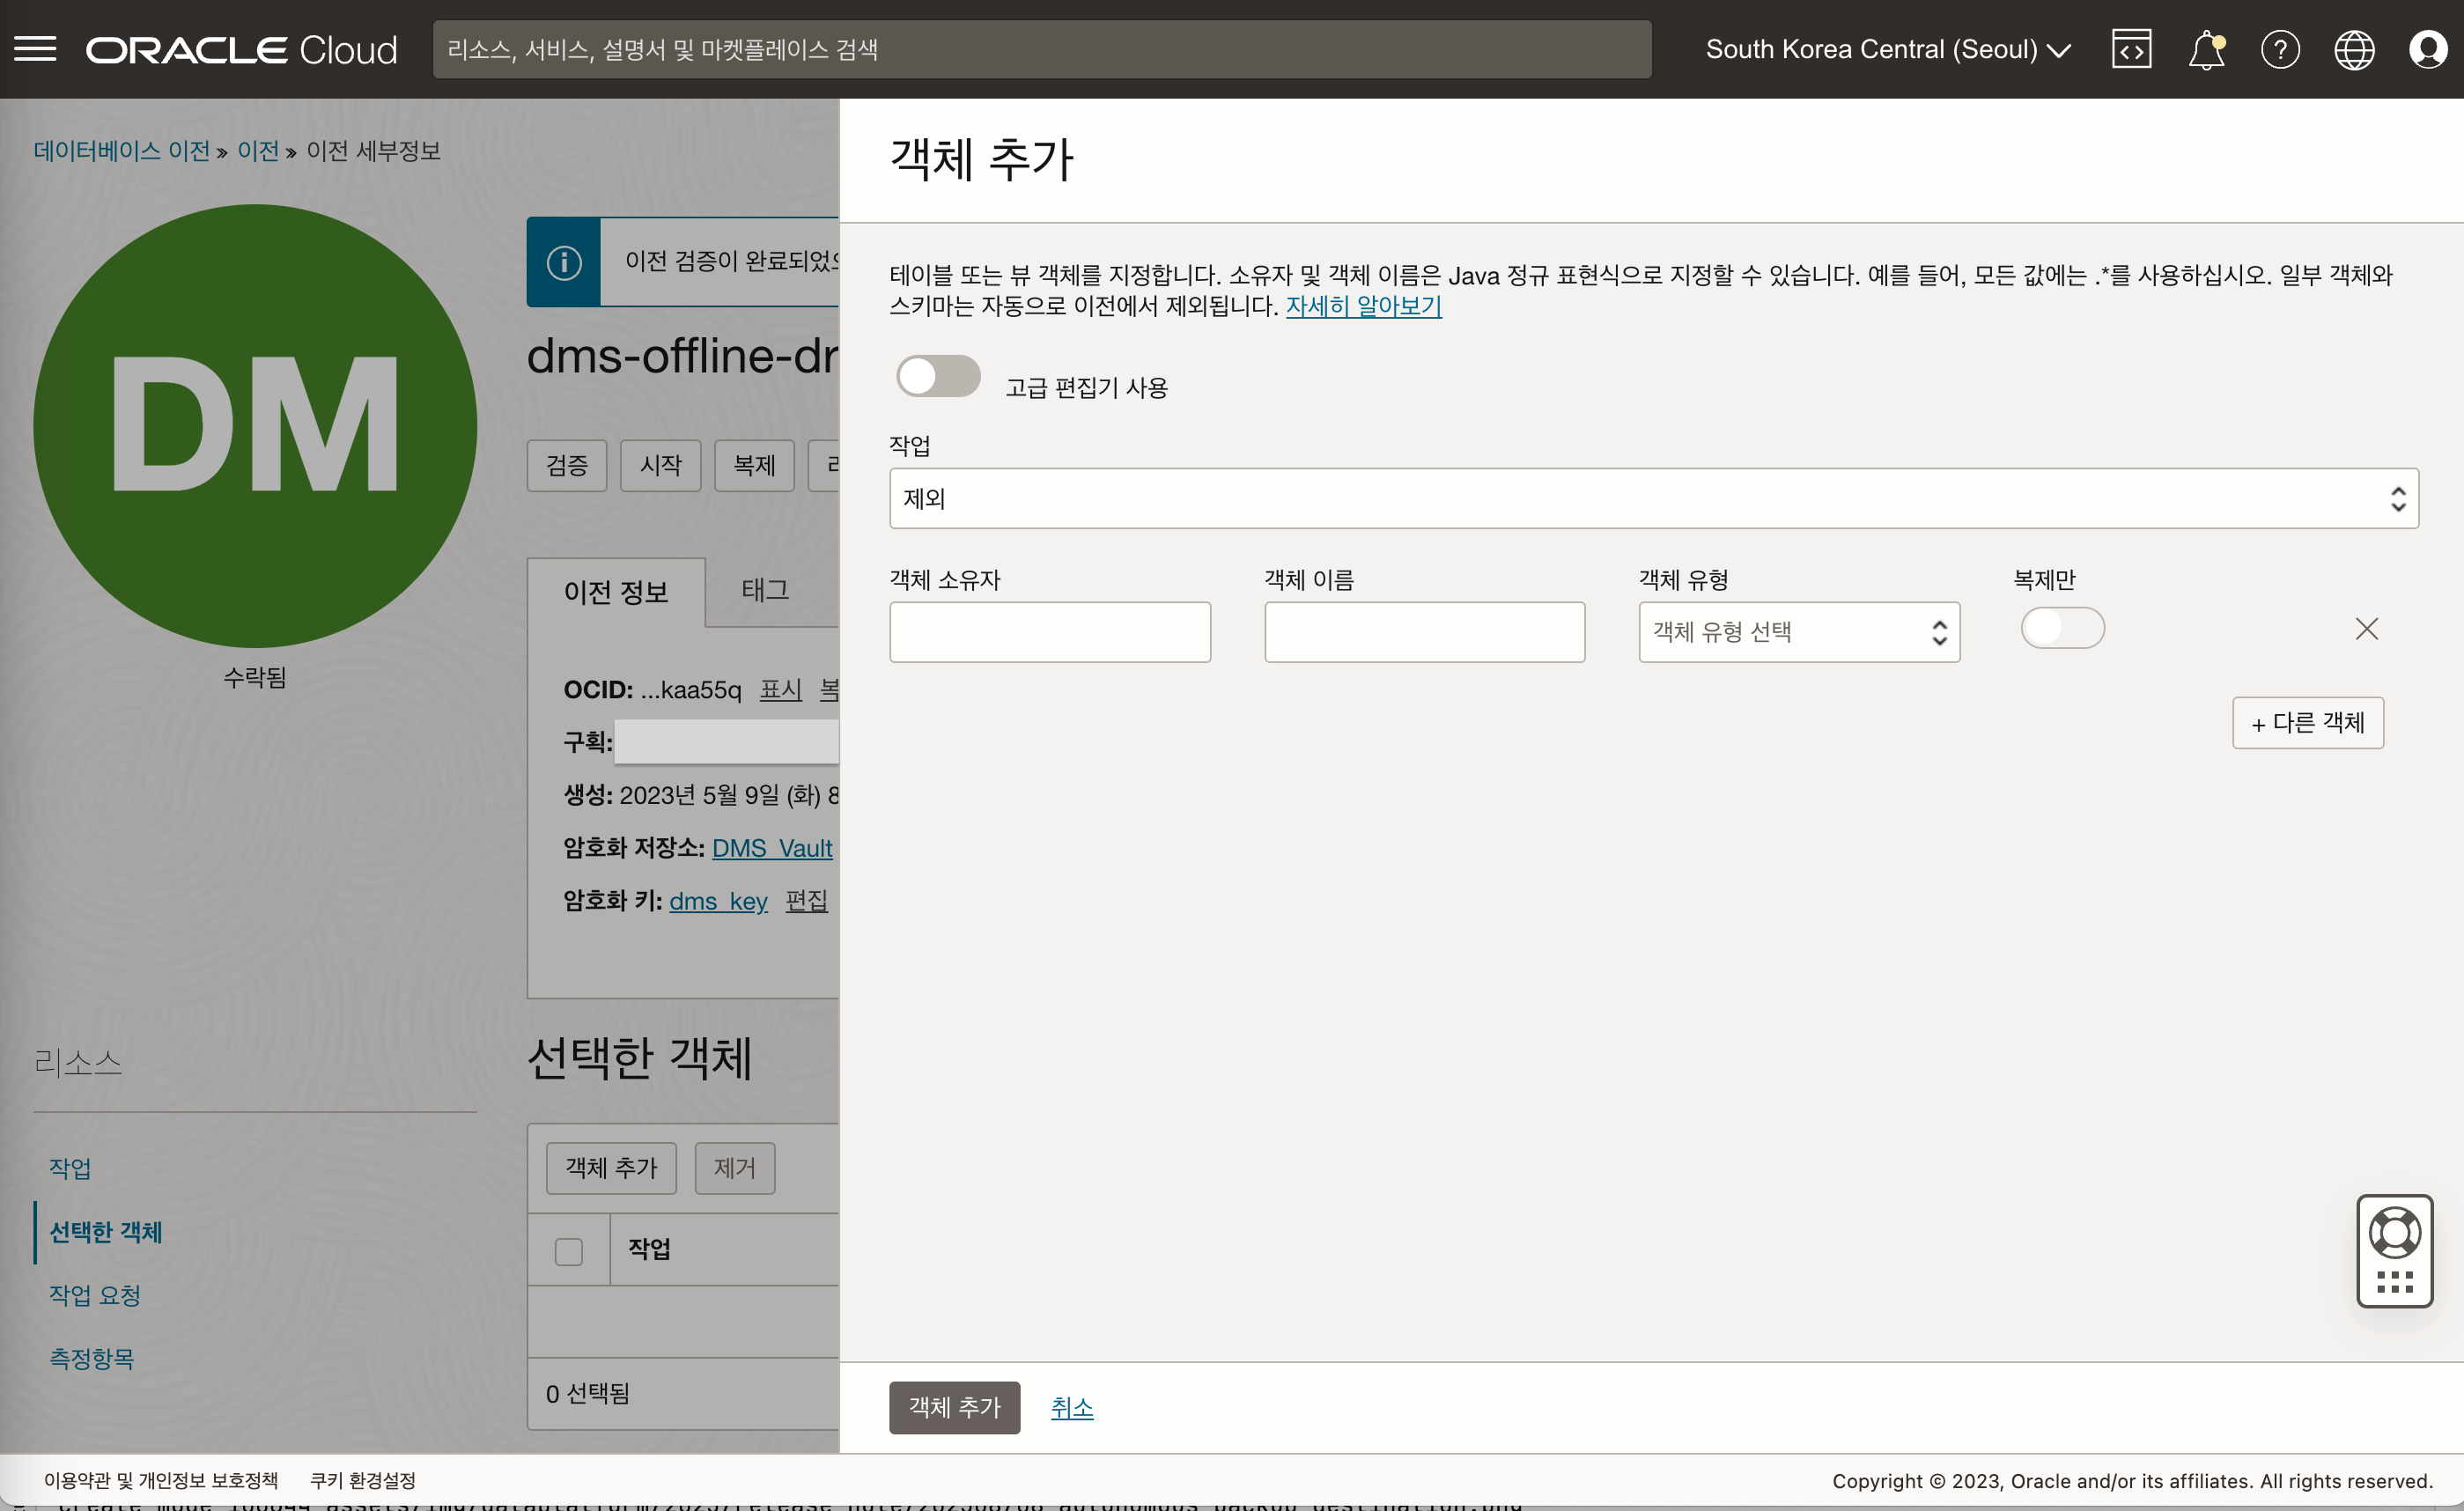 ORACLE Cloud
리소스, 서비스, 설명서 및 마켓플레이스 검색
South Korea Central (Seoul)
데이터베이스 이전 » 이전 » 이전 세부정보
DM
수락됨
이전 검증이 완료되었
dms-offline-dr
검증
시작
복제
이전 정보
태그
OCID: ...kaa55q 표시 복
구획:
생성: 2023년 5월 9일 (화) 8
암호화 저장소: DMS_Vault
암호화 키: dms_key 편집
리소스
작업
선택한 객체
작업 요청
측정항목
선택한 객체
객체 추가
제거
작업
0 선택됨
객체 추가
테이블 또는 뷰 객체를 지정합니다. 소유자 및 객체 이름은 Java 정규 표현식으로 지정할 수 있습니다. 예를 들어, 모든 값에는 .*를 사용하십시오. 일부 객체와
스키마는 자동으로 이전에서 제외됩니다. 자세히 알아보기
고급 편집기 사용
작업
제외
객체 소유자
객체 이름
객체 유형
복제만
객체 유형 선택
+ 다른 객체
객체 추가
취소
이용약관 및 개인정보 보호정책
쿠키 환경설정
Copyright © 2023, Oracle and/or its affiliates. All rights reserved.